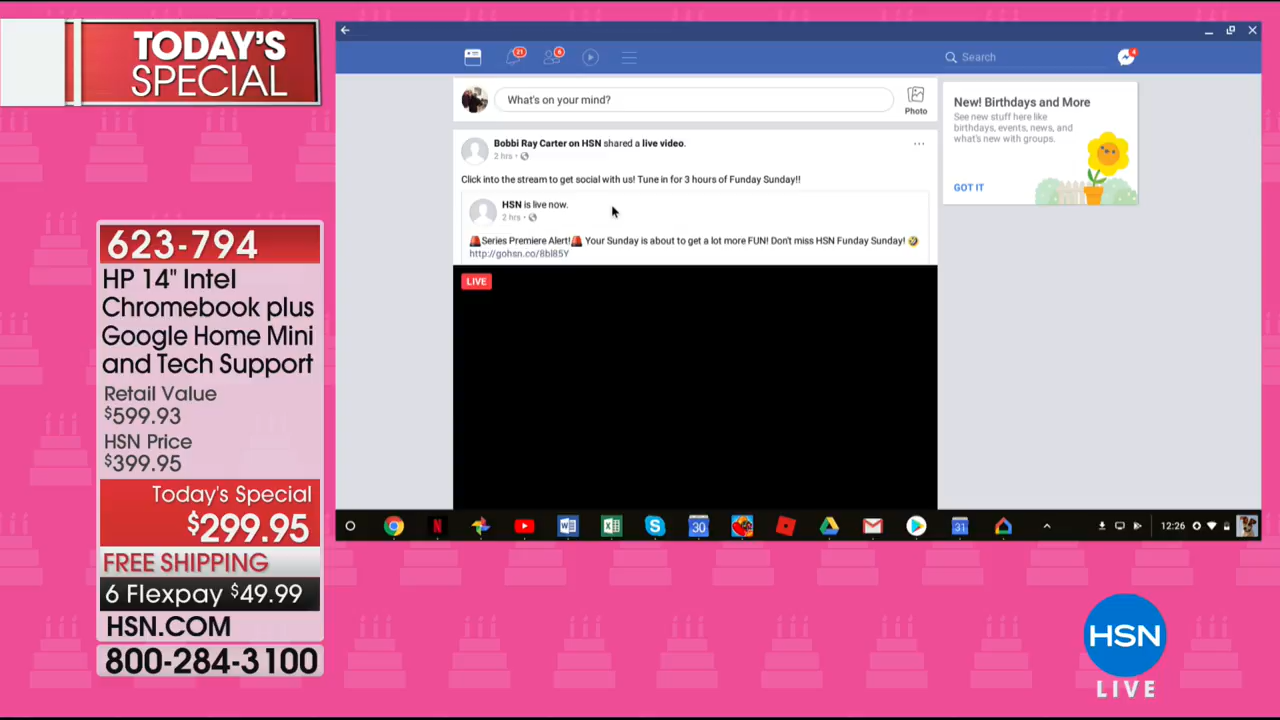 TODAY'S
SPECIAL
623-794
HP 14" Intel
Chromebook plus
Google Home Mini
and Tech Support
Retail Value
$599.93
HSN Price
$399.95
Today's Special
$299.95
FREE SHIPPING
6 Flexpay $49.99
HSN.COM
800-284-3100
21
6
Search
4
What's on your mind?
Photo
Bobbi Ray Carter on HSN shared a live video.
2 hrs •
Click into the stream to get social with us! Tune in for 3 hours of Funday Sunday!!
HSN is live now.
2 hrs •
🚨Series Premiere Alert!🚨 Your Sunday is about to get a lot more FUN! Don't miss HSN Funday Sunday! 🤣
http://gohsn.co/8bl85Y
LIVE
New! Birthdays and More
See new stuff here like
birthdays, events, news, and
what's new with groups.
GOT IT
N
W
X
S
30
31
12:26
HSN
LIVE